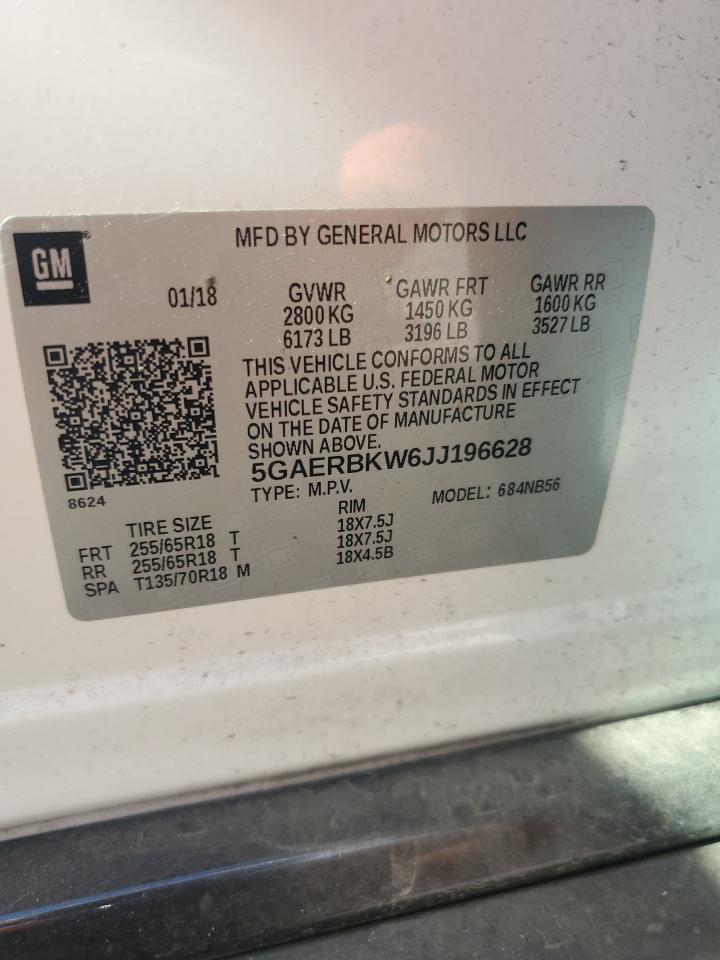 GM
MFD BY GENERAL MOTORS LLC
01/18
GVWR GAWR FRT GAWR RR
2800 KG 1450 KG 1600 KG
6173 LB 3196 LB 3527 LB
THIS VEHICLE CONFORMS TO ALL
APPLICABLE U.S. FEDERAL MOTOR
VEHICLE SAFETY STANDARDS IN EFFECT
ON THE DATE OF MANUFACTURE
SHOWN ABOVE.
5GAERBKW6JJ196628
8624
TYPE: M.P.V. MODEL: 684NB56
TIRE SIZE RIM
FRT 255/65R18 T 18X7.5J
RR 255/65R18 T 18X7.5J
SPA T135/70R18 M 18X4.5B